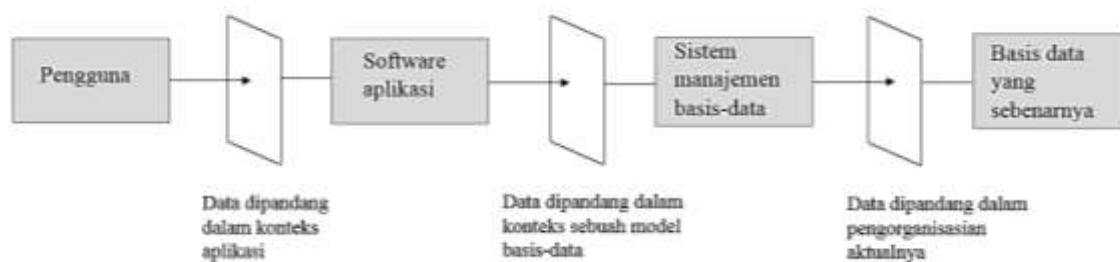 Pengguna
Software
aplikasi
Sistem
manajemen
basis-data
Basis data
yang
sebenarnya
Data dipandang
dalam konteks
aplikasi
Data dipandang dalam
konteks sebuah model
basis-data
Data dipandang dalam
pengorganisasian
aktualnya